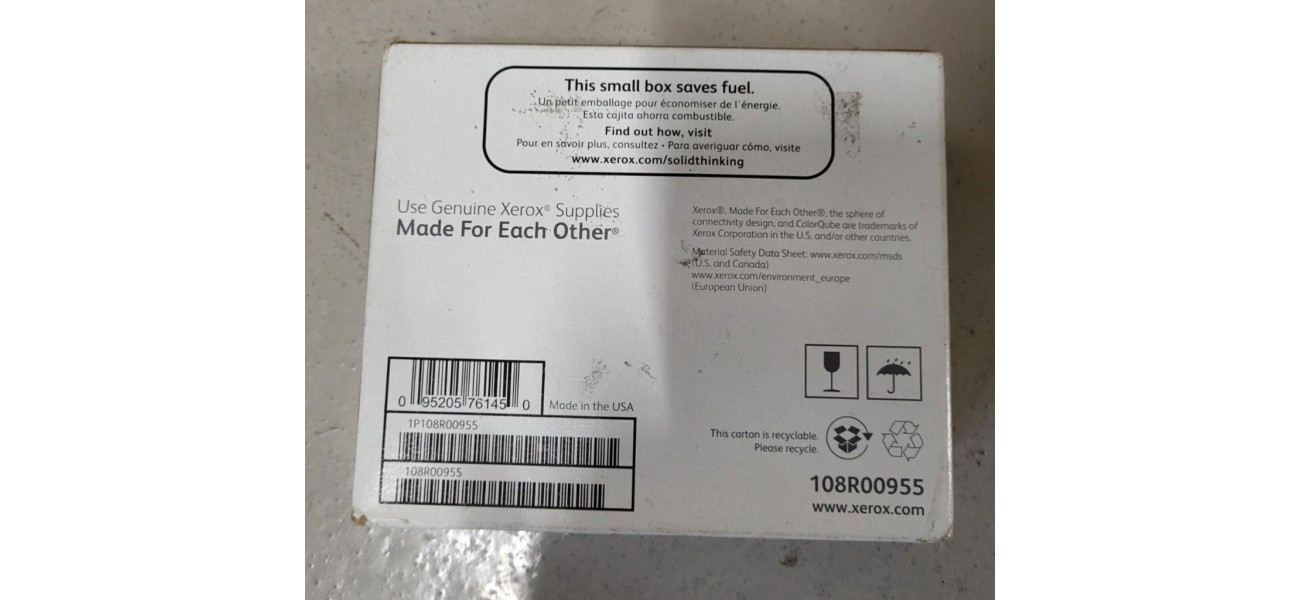 This small box saves fuel.
Un petit emballage pour économiser de l'énergie.
Esta cajita ahorra combustible.
Find out how, visit
Pour en savoir plus, consultez • Para averiguar cómo, visite
www.xerox.com/solidthinking
Use Genuine Xerox® Supplies
Made For Each Other®
Xerox®, Made For Each Other®, the sphere of
connectivity design, and ColorQube are trademarks of
Xerox Corporation in the U.S. and/or other countries.
Material Safety Data Sheet: www.xerox.com/msds
(U.S. and Canada)
www.xerox.com/environment_europe
(European Union)
0 95205 76145 0
Made in the USA
1P108R00955
108R00955
This carton is recyclable.
Please recycle.
108R00955
www.xerox.com